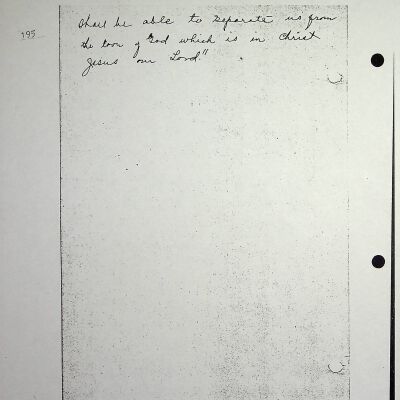 195
shall be able to separate us from
the love of God which is in Christ
Jesus our Lord."